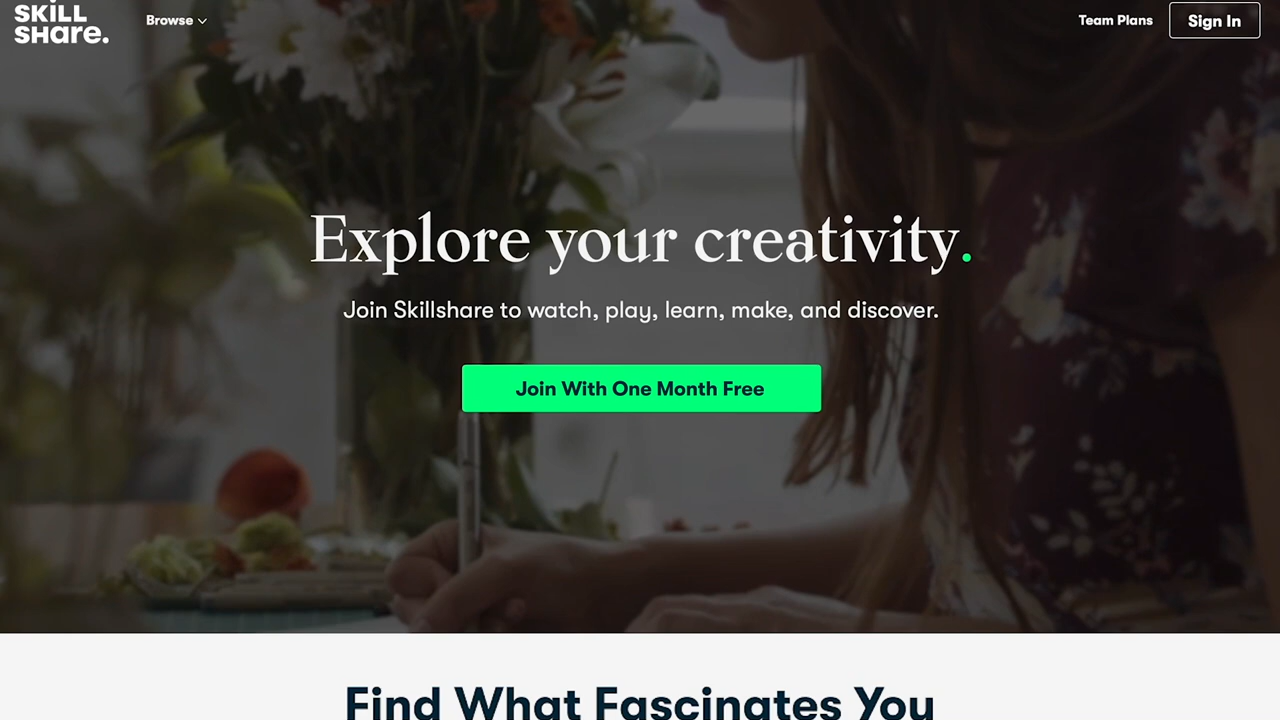 SKILL
SHare.
Browse
Team Plans
Sign In
Explore your creativity.
Join Skillshare to watch, play, learn, make, and discover.
Join With One Month Free
Find What Fascinates You